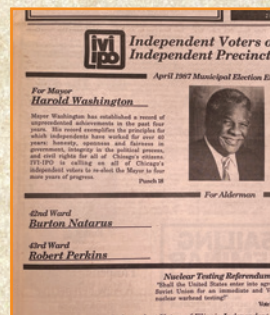 ivi
ipo
Independent Voters o
Independent Precinct
April 1987 Municipal Election E
For Mayor
Harold Washington
Mayor Washington has established a record of
unprecedented achievements in the past four
years. His record exemplifies the principles for
which independents have worked for over 40
years: honesty, openness and fairness in
government, integrity in the political process,
and civil rights for all of Chicago's citizens.
IVI-IPO is calling on all of Chicago's
independent voters to re-elect the Mayor to four
more years of progress.
Punch 10
For Alderman
42nd Ward
Burton Natarus
43rd Ward
Robert Perkins
Nuclear Testing Referendum
"Shall the United States enter into agr
Soviet Union for an immediate and V
nuclear warhead testing?"